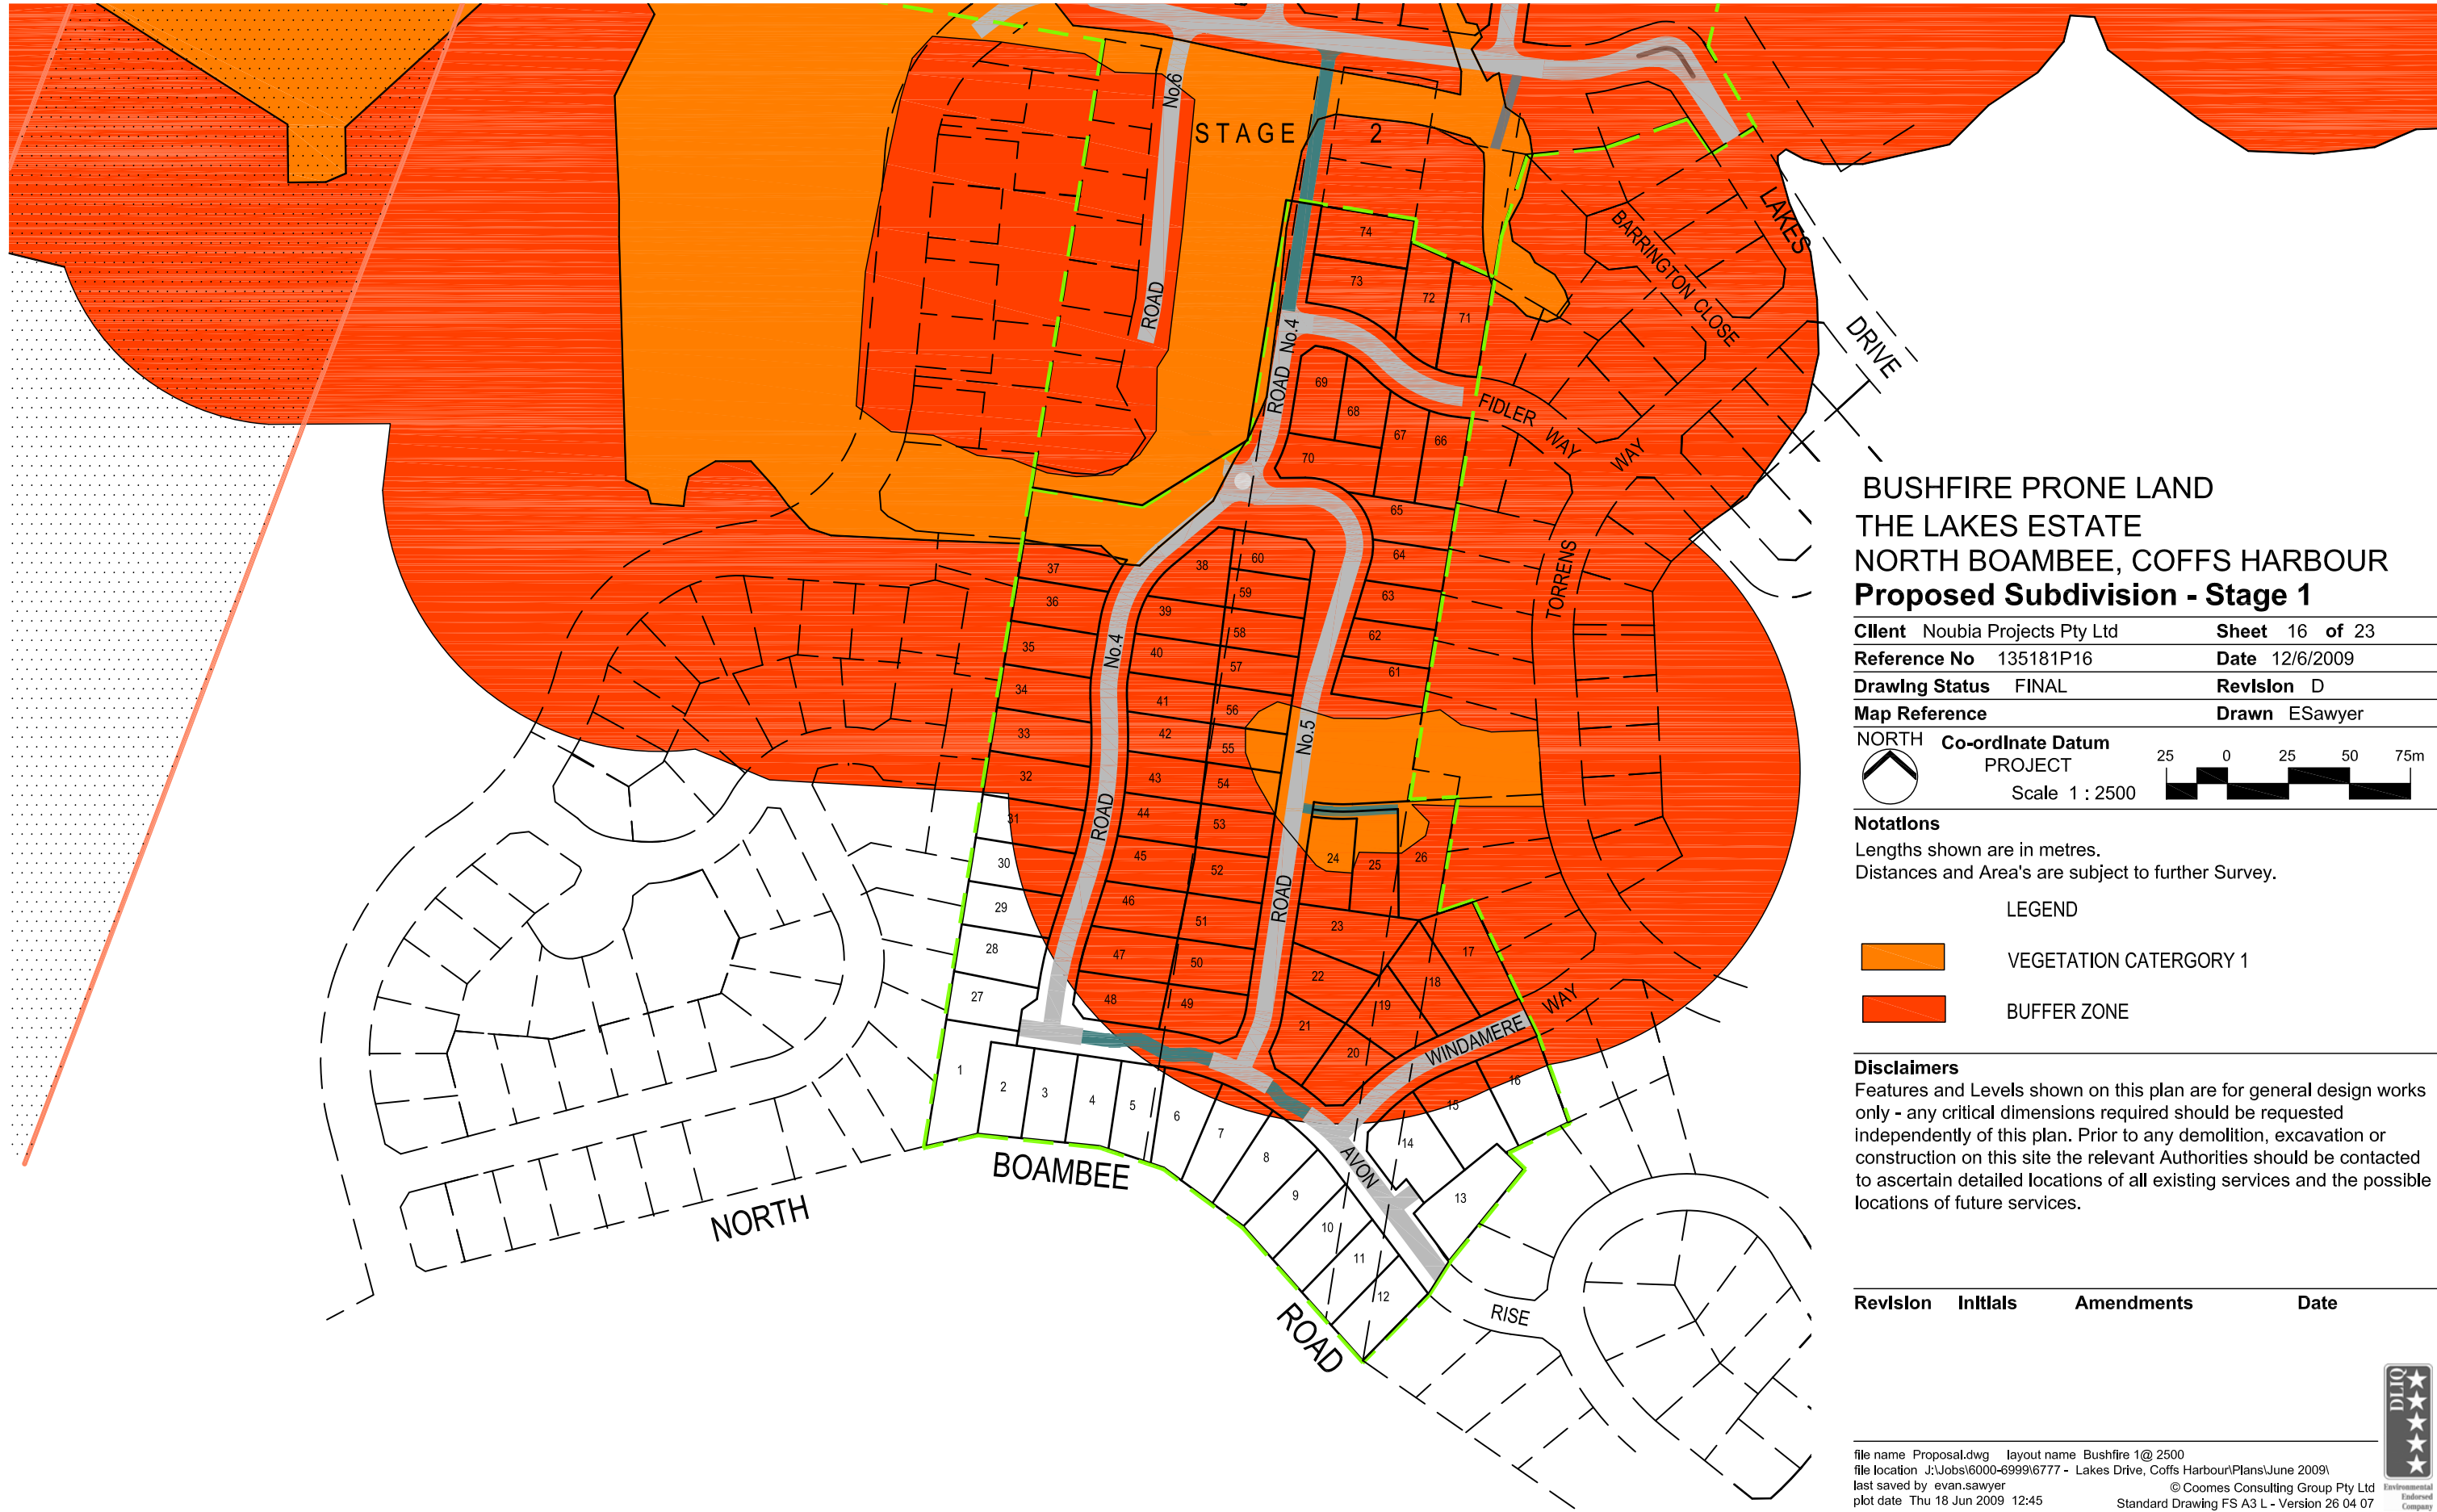 No.6
ROAD
STAGE 2
LAKES
DRIVE
BARRINGTON CLOSE
74
73
72
71
ROAD No.4
69
68
67
66
70
FIDLER WAY
WAY
TORRENS
65
64
63
62
61
60
59
58
57
56
55
54
53
52
51
50
49
37
36
35
34
33
32
31
30
29
28
27
38
39
40
41
42
43
44
45
46
47
48
ROAD No.4
ROAD No.5
24
25
26
23
22
21
20
19
18
17
16
15
14
13
WINDAMERE WAY
1
2
3
4
5
6
7
8
9
10
11
12
AVON
RISE
NORTH
BOAMBEE
ROAD
BUSHFIRE PRONE LAND
THE LAKES ESTATE
NORTH BOAMBEE, COFFS HARBOUR
Proposed Subdivision - Stage 1
Client Noubia Projects Pty Ltd Sheet 16 of 23
Reference No 135181P16 Date 12/6/2009
Drawing Status FINAL Revision D
Map Reference Drawn ESawyer
NORTH Co-ordinate Datum
PROJECT
Scale 1 : 2500
25 0 25 50 75m
Notations
Lengths shown are in metres.
Distances and Area's are subject to further Survey.
LEGEND
VEGETATION CATERGORY 1
BUFFER ZONE
Disclaimers
Features and Levels shown on this plan are for general design works
only - any critical dimensions required should be requested
independently of this plan. Prior to any demolition, excavation or
construction on this site the relevant Authorities should be contacted
to ascertain detailed locations of all existing services and the possible
locations of future services.
Revision Initials Amendments Date
file name Proposal.dwg layout name Bushfire 1@ 2500
file location J:\Jobs\6000-6999\6777 - Lakes Drive, Coffs Harbour\Plans\June 2009\
last saved by evan.sawyer © Coomes Consulting Group Pty Ltd
plot date Thu 18 Jun 2009 12:45 Standard Drawing FS A3 L - Version 26 04 07
DLIQ
Environmental
Endorsed
Company